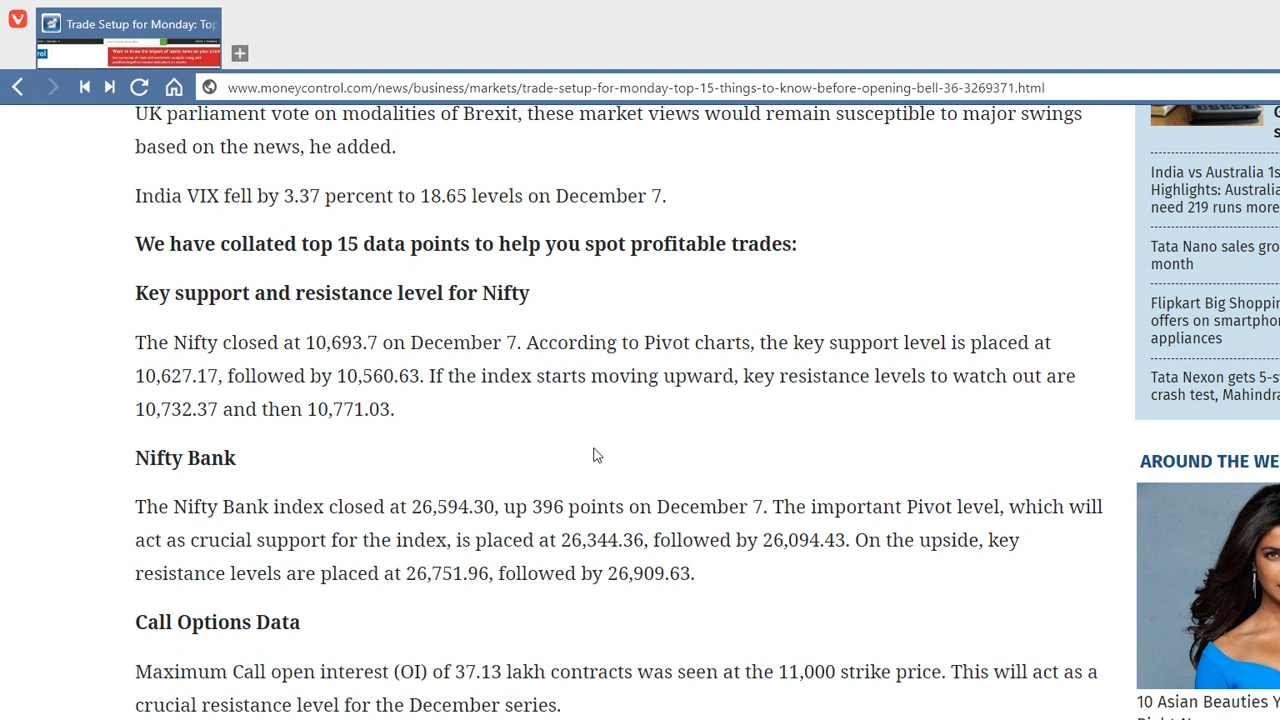 Trade Setup for Monday: Top
Want to know the impact of latest news on your
www.moneycontrol.com/news/business/markets/trade-setup-for-monday-top-15-things-to-know-before-opening-bell-36-3269371.html
UK parliament vote on modalities of Brexit, these market views would remain susceptible to major swings
based on the news, he added.
India VIX fell by 3.37 percent to 18.65 levels on December 7.
We have collated top 15 data points to help you spot profitable trades:
Key support and resistance level for Nifty
The Nifty closed at 10,693.7 on December 7. According to Pivot charts, the key support level is placed at
10,627.17, followed by 10,560.63. If the index starts moving upward, key resistance levels to watch out are
10,732.37 and then 10,771.03.
Nifty Bank
The Nifty Bank index closed at 26,594.30, up 396 points on December 7. The important Pivot level, which will
act as crucial support for the index, is placed at 26,344.36, followed by 26,094.43. On the upside, key
resistance levels are placed at 26,751.96, followed by 26,909.63.
Call Options Data
Maximum Call open interest (OI) of 37.13 lakh contracts was seen at the 11,000 strike price. This will act as a
crucial resistance level for the December series.
India vs Australia 1s
Highlights: Australia
need 219 runs more
Tata Nano sales gro
month
Flipkart Big Shoppin
offers on smartpho
appliances
Tata Nexon gets 5-s
crash test, Mahindra
AROUND THE WE
10 Asian Beauties Y